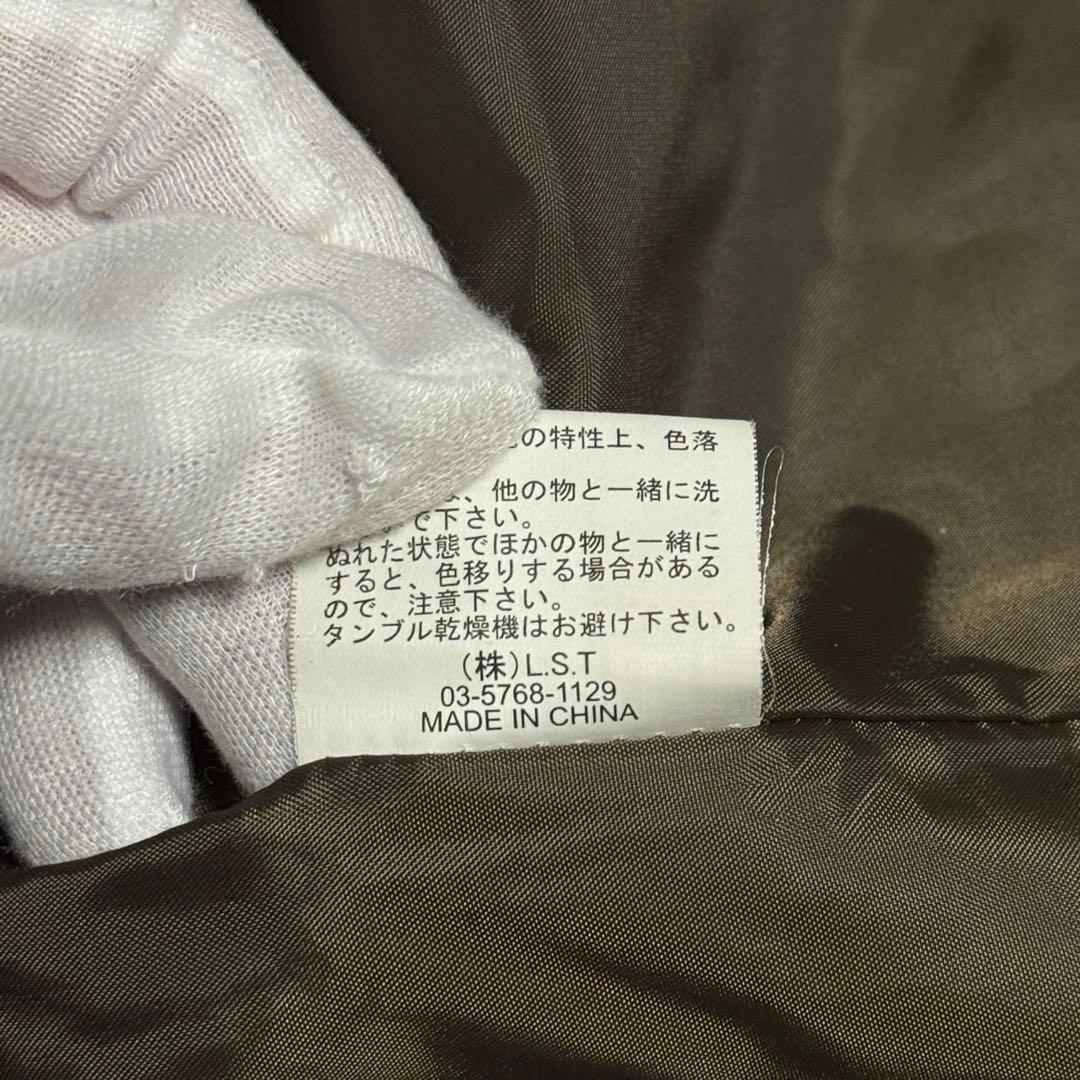 の特性上、色落
、他の物と一緒に洗
で下さい。
ぬれた状態でほかの物と一緒に
すると、色移りする場合がある
ので、注意下さい。
タンブル乾燥機はお避け下さい。
(株)L.S.T
03-5768-1129
MADE IN CHINA